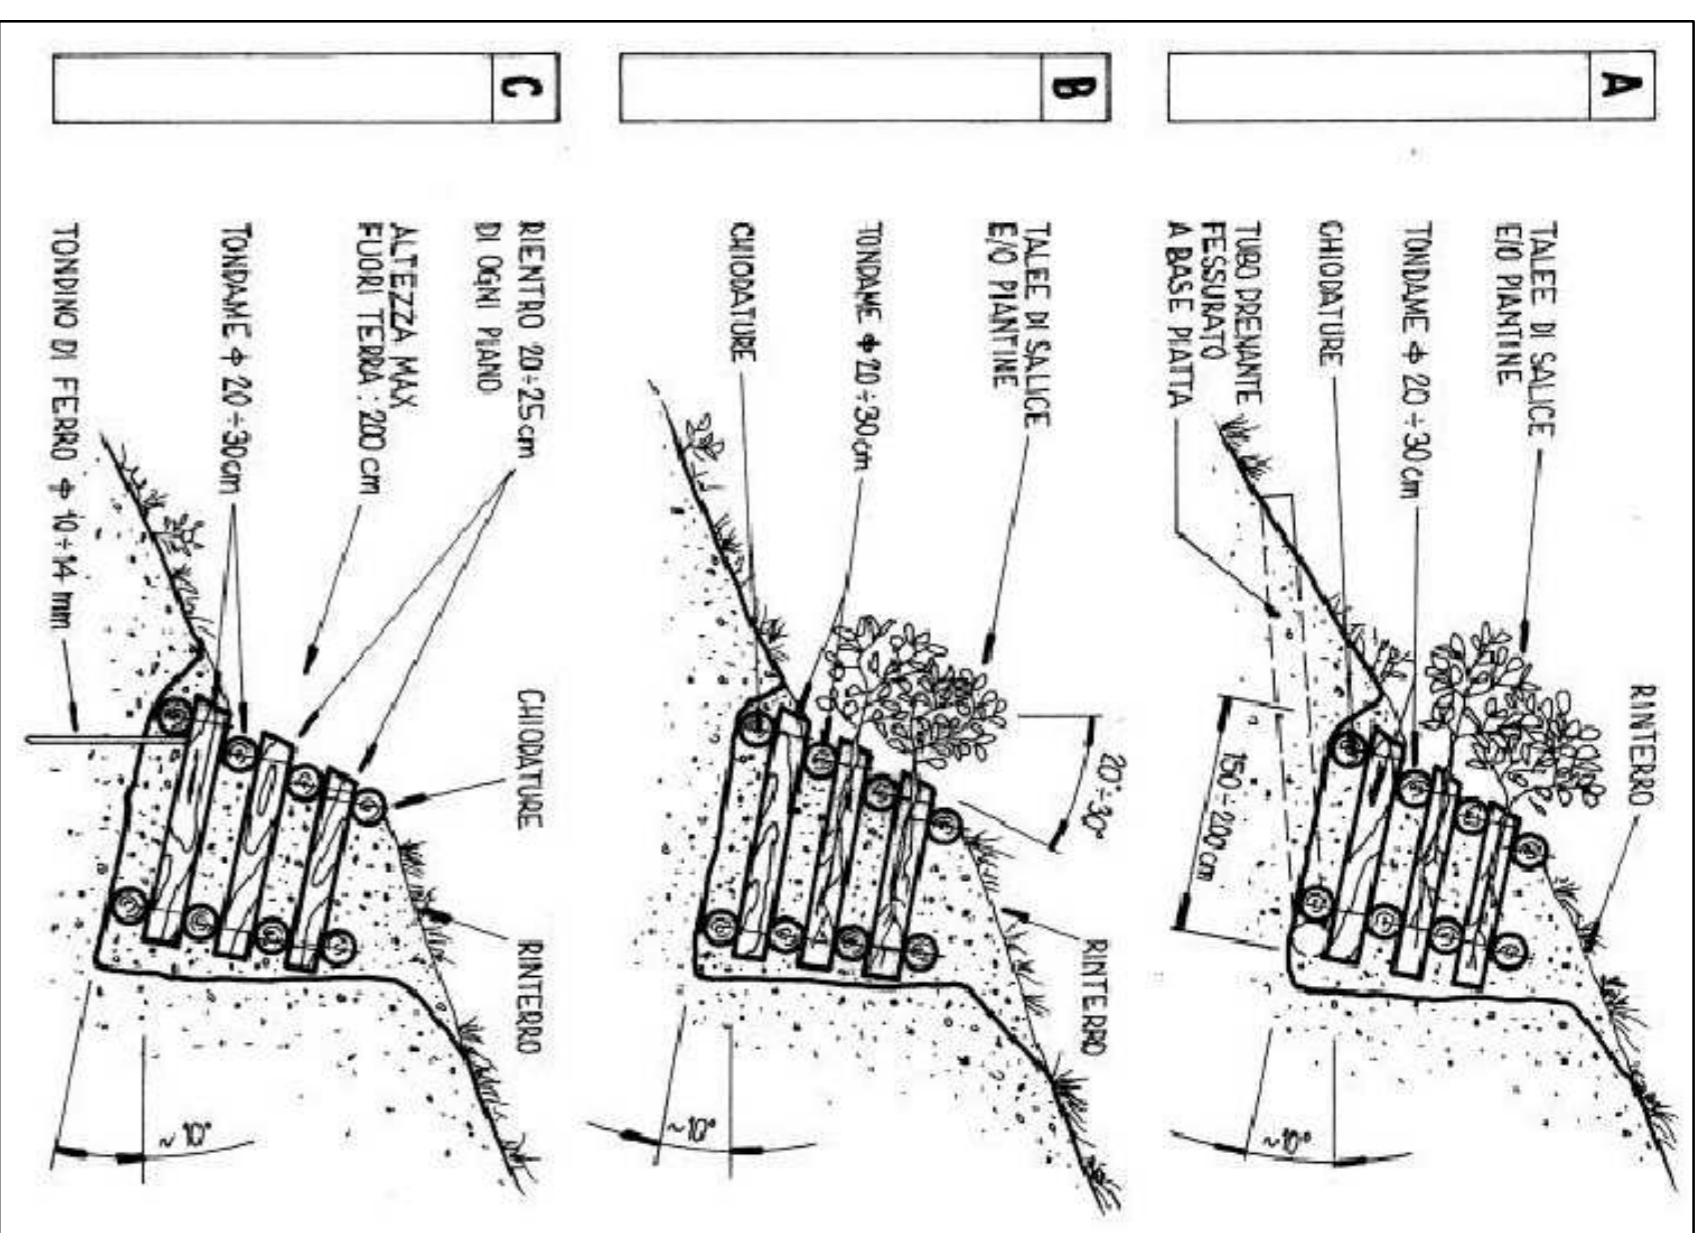 A
TALEE DI SALICE
E/O PIANTINE
TONDAME φ 20÷30 cm
CHIODATURE
TUBO DRENANTE
FESSURATO
A BASE PIATTA
RINTERRO
150÷200 cm
~10°
B
TALEE DI SALICE
E/O PIANTINE
TONDAME φ 20÷30 cm
CHIODATURE
20°÷30°
RINTERRO
~10°
C
RIENTRO 20÷25 cm
DI OGNI PIANO
ALTEZZA MAX
FUORI TERRA : 200 cm
TONDAME φ 20÷30 cm
TONDINO DI FERRO φ 10÷14 mm
CHIODATURE
RINTERRO
~10°